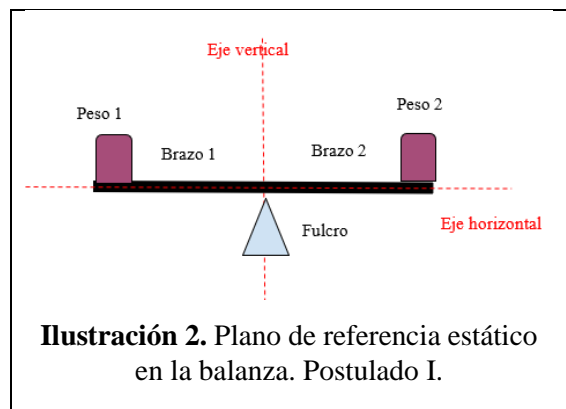 Eje vertical
Peso 1
Peso 2
Brazo 1
Brazo 2
Fulcro
Eje horizontal
Ilustración 2. Plano de referencia estático
en la balanza. Postulado I.